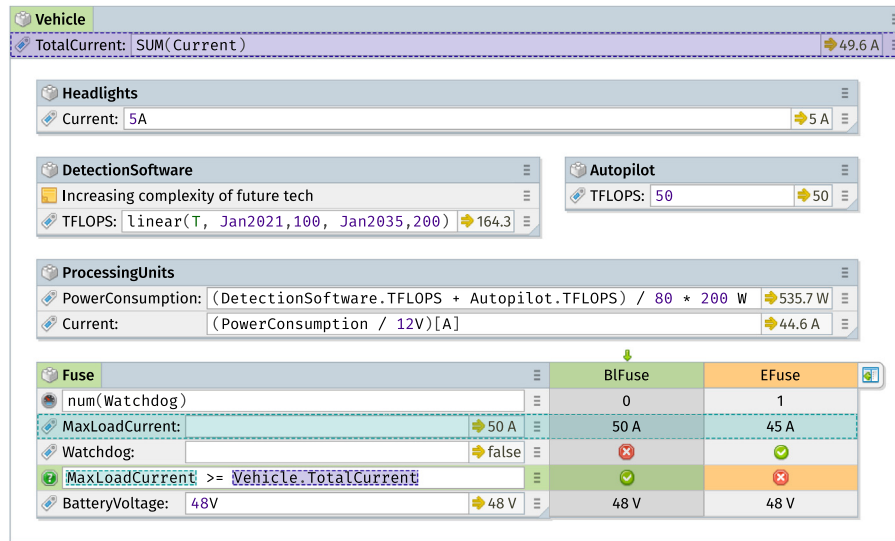 Vehicle
TotalCurrent: SUM(Current) 49.6 A
Headlights
Current: 5A 5 A
DetectionSoftware Autopilot
Increasing complexity of future tech TFLOPS: 50 50
TFLOPS: linear(T, Jan2021,100, Jan2035,200) 164.3
ProcessingUnits
PowerConsumption: (DetectionSoftware.TFLOPS + Autopilot.TFLOPS) / 80 * 200 W 535.7 W
Current: (PowerConsumption / 12V)[A] 44.6 A
Fuse BlFuse EFuse
num(Watchdog) 0 1
MaxLoadCurrent: 50 A 50 A 45 A
Watchdog: false
MaxLoadCurrent >= Vehicle.TotalCurrent
BatteryVoltage: 48V 48 V 48 V 48 V